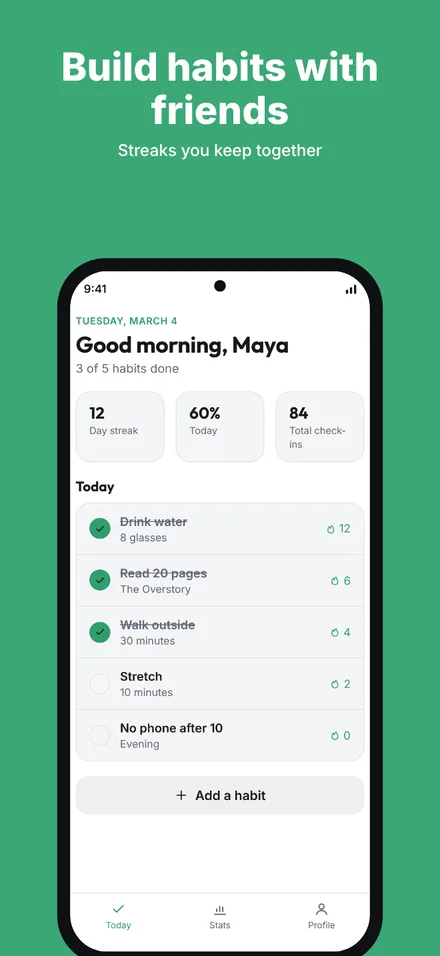 Build habits with
friends
Streaks you keep together
9:41
TUESDAY, MARCH 4
Good morning, Maya
3 of 5 habits done
12
Day streak
60%
Today
84
Total check-
ins
Today
Drink water
8 glasses
12
Read 20 pages
The Overstory
6
Walk outside
30 minutes
4
Stretch
10 minutes
2
No phone after 10
Evening
0
+ Add a habit
Today
Stats
Profile